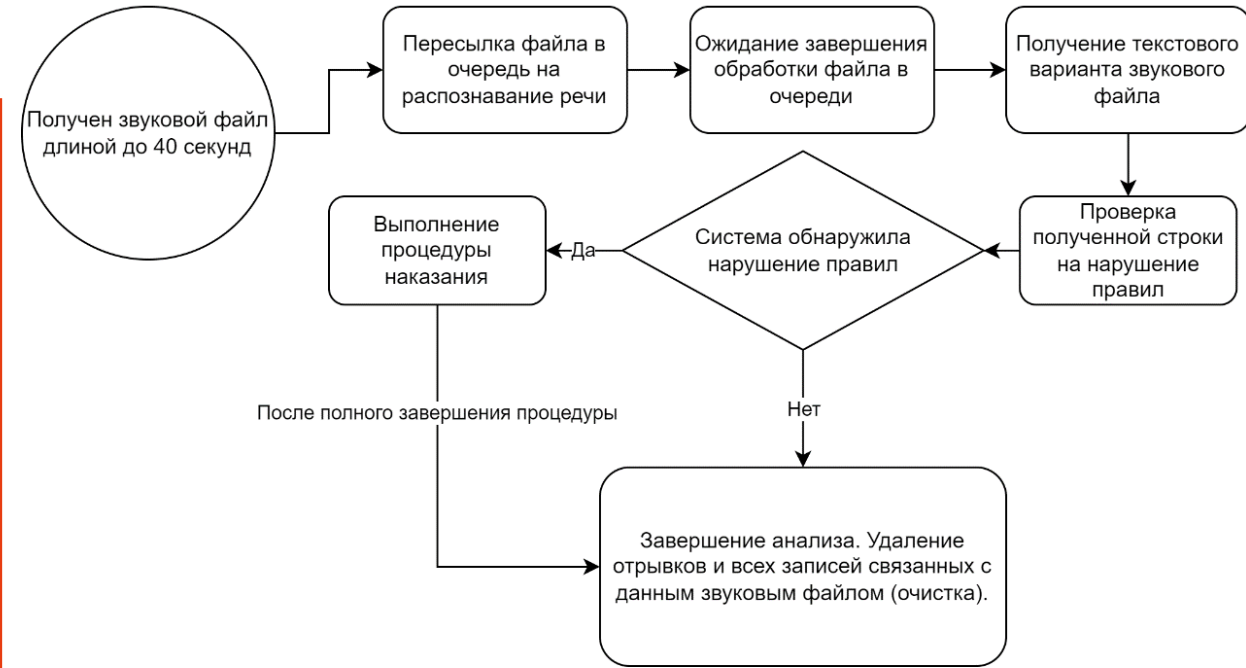 Получен звуковой файл
длиной до 40 секунд
Пересылка файла в
очередь на
распознавание речи
Ожидание завершения
обработки файла в
очереди
Получение текстового
варианта звукового
файла
Проверка
полученной строки
на нарушение
правил
Система обнаружила
нарушение правил
Да
Выполнение
процедуры
наказания
После полного завершения процедуры
Нет
Завершение анализа. Удаление
отрывков и всех записей связанных с
данным звуковым файлом (очистка).